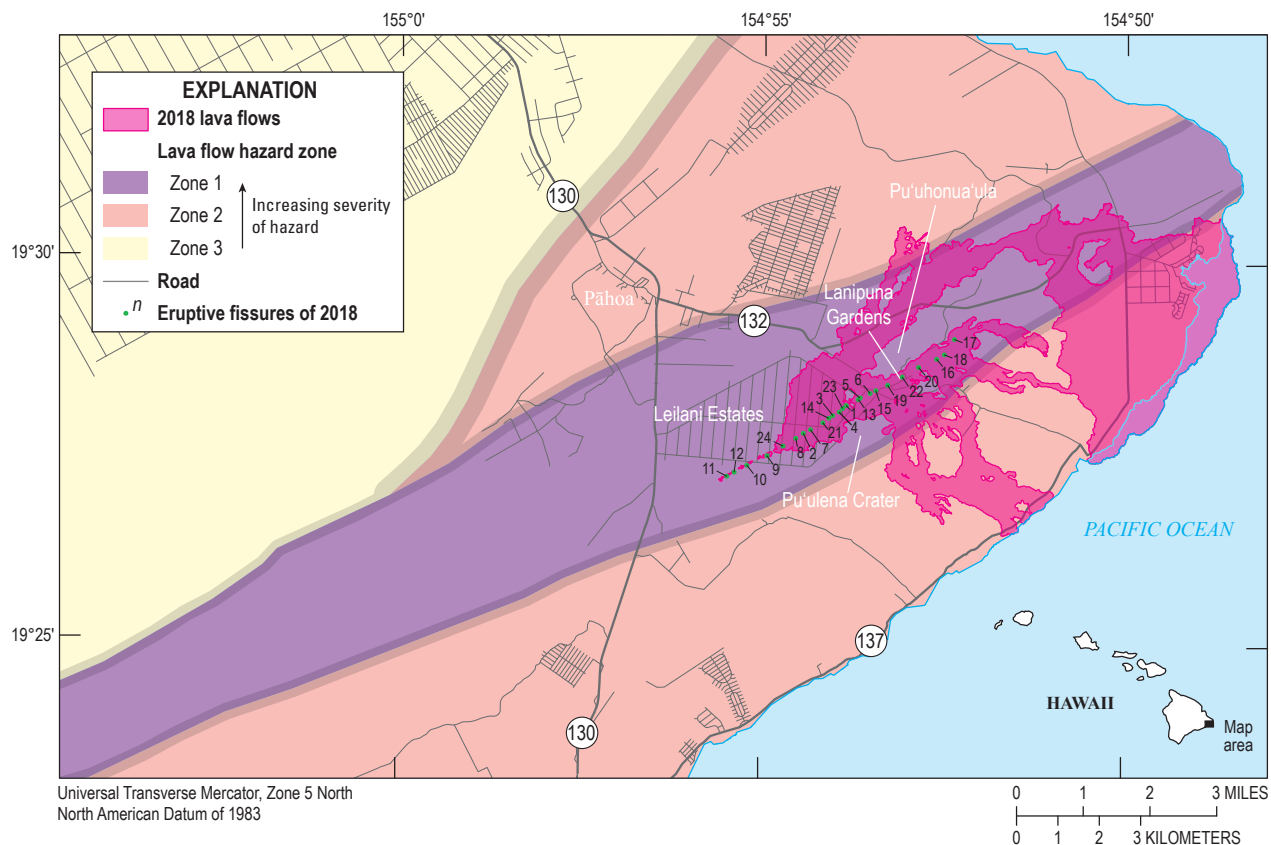 155°0'
154°55'
154°50'
EXPLANATION
2018 lava flows
Lava flow hazard zone
Zone 1
Zone 2
Zone 3
Increasing severity
of hazard
Road
n
Eruptive fissures of 2018
130
19°30'
Pāhoa
132
Puʻuhonuaʻula
Lanipuna
Gardens
17
18
16
20
22
19
15
13
6
5
23
3
1
14
4
21
7
2
8
24
9
10
12
11
Leilani Estates
Puʻulena Crater
PACIFIC OCEAN
19°25'
137
130
HAWAII
Map
area
Universal Transverse Mercator, Zone 5 North
North American Datum of 1983
0 1 2 3 MILES
0 1 2 3 KILOMETERS